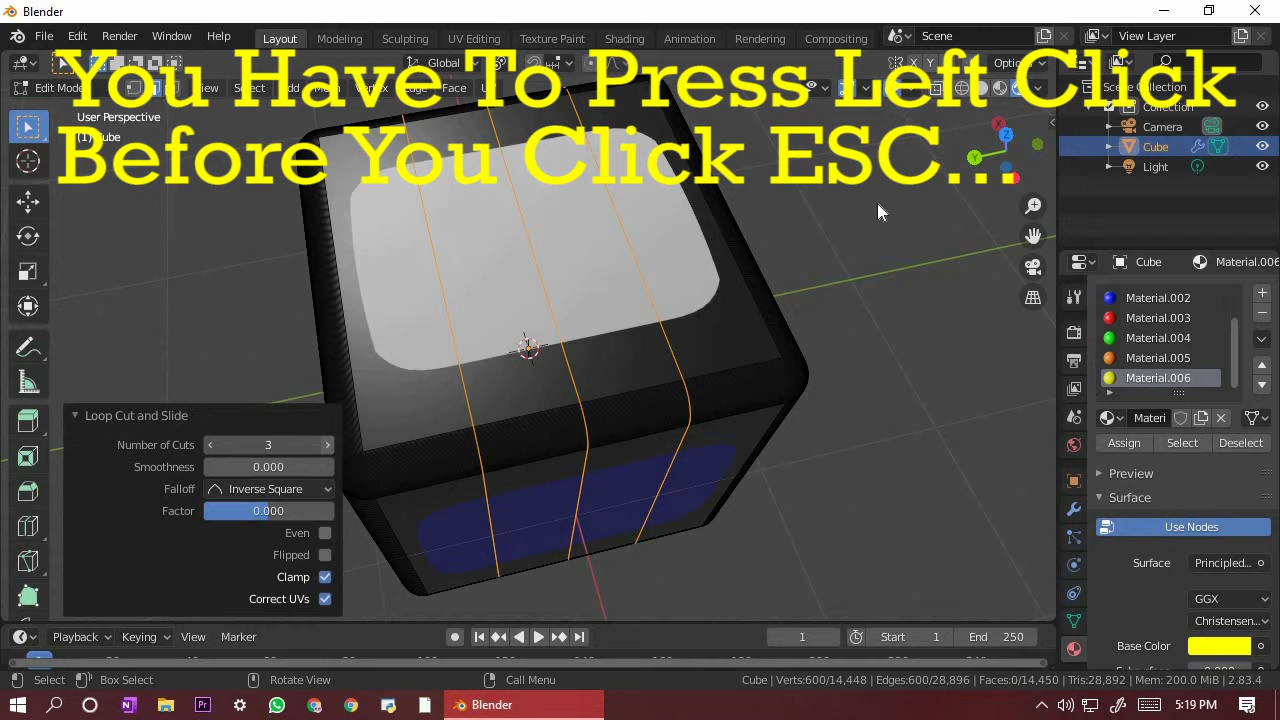 Blender
File Edit Render Window Help Layout Modeling Sculpting UV Editing Texture Paint Shading Animation Rendering Compositing Scene View Layer
You Have To Press Left Click
Before You Click ESC...
Global X Y Options
Edit Mode View Select Add Mesh Vertex Edge Face U
Scene Collection
User Perspective
(1) Cube
Collection
Camera
Cube
Light
Z
Y
Cube Material.006
Material.002
Material.003
Material.004
Material.005
Material.006
Loop Cut and Slide
Number of Cuts 3
Smoothness 0.000
Falloff Inverse Square
Factor 0.000
Even
Flipped
Clamp
Correct UVs
Materi
Assign Select Deselect
Preview
Surface
Use Nodes
Surface Principled...
GGX
Christensen...
Base Color
Playback Keying View Marker 1 Start 1 End 250
Select Box Select Rotate View Call Menu Cube | Verts:600/14,448 | Edges:600/28,896 | Faces:0/14,450 | Tris:28,892 | Mem: 200.0 MiB | 2.83.4
Blender 5:19 PM